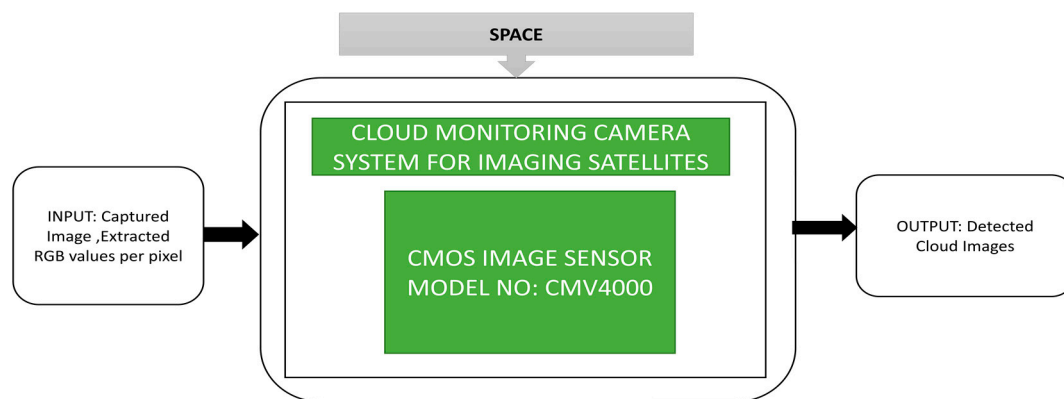 SPACE
CLOUD MONITORING CAMERA
SYSTEM FOR IMAGING SATELLITES
INPUT: Captured
Image ,Extracted
RGB values per pixel
CMOS IMAGE SENSOR
MODEL NO: CMV4000
OUTPUT: Detected
Cloud Images